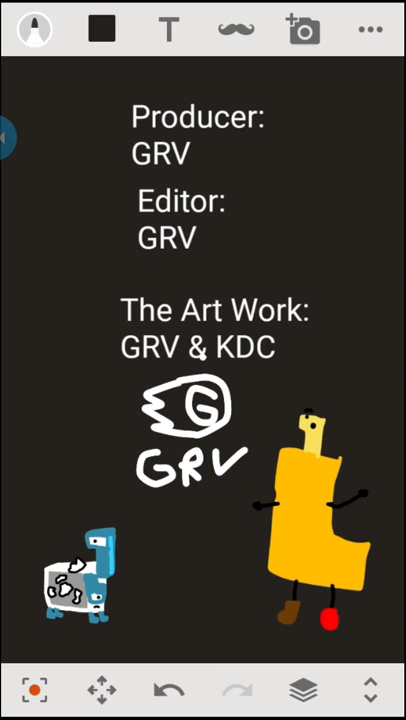 Producer:
GRV
Editor:
GRV
The Art Work:
GRV & KDC
G
GRV